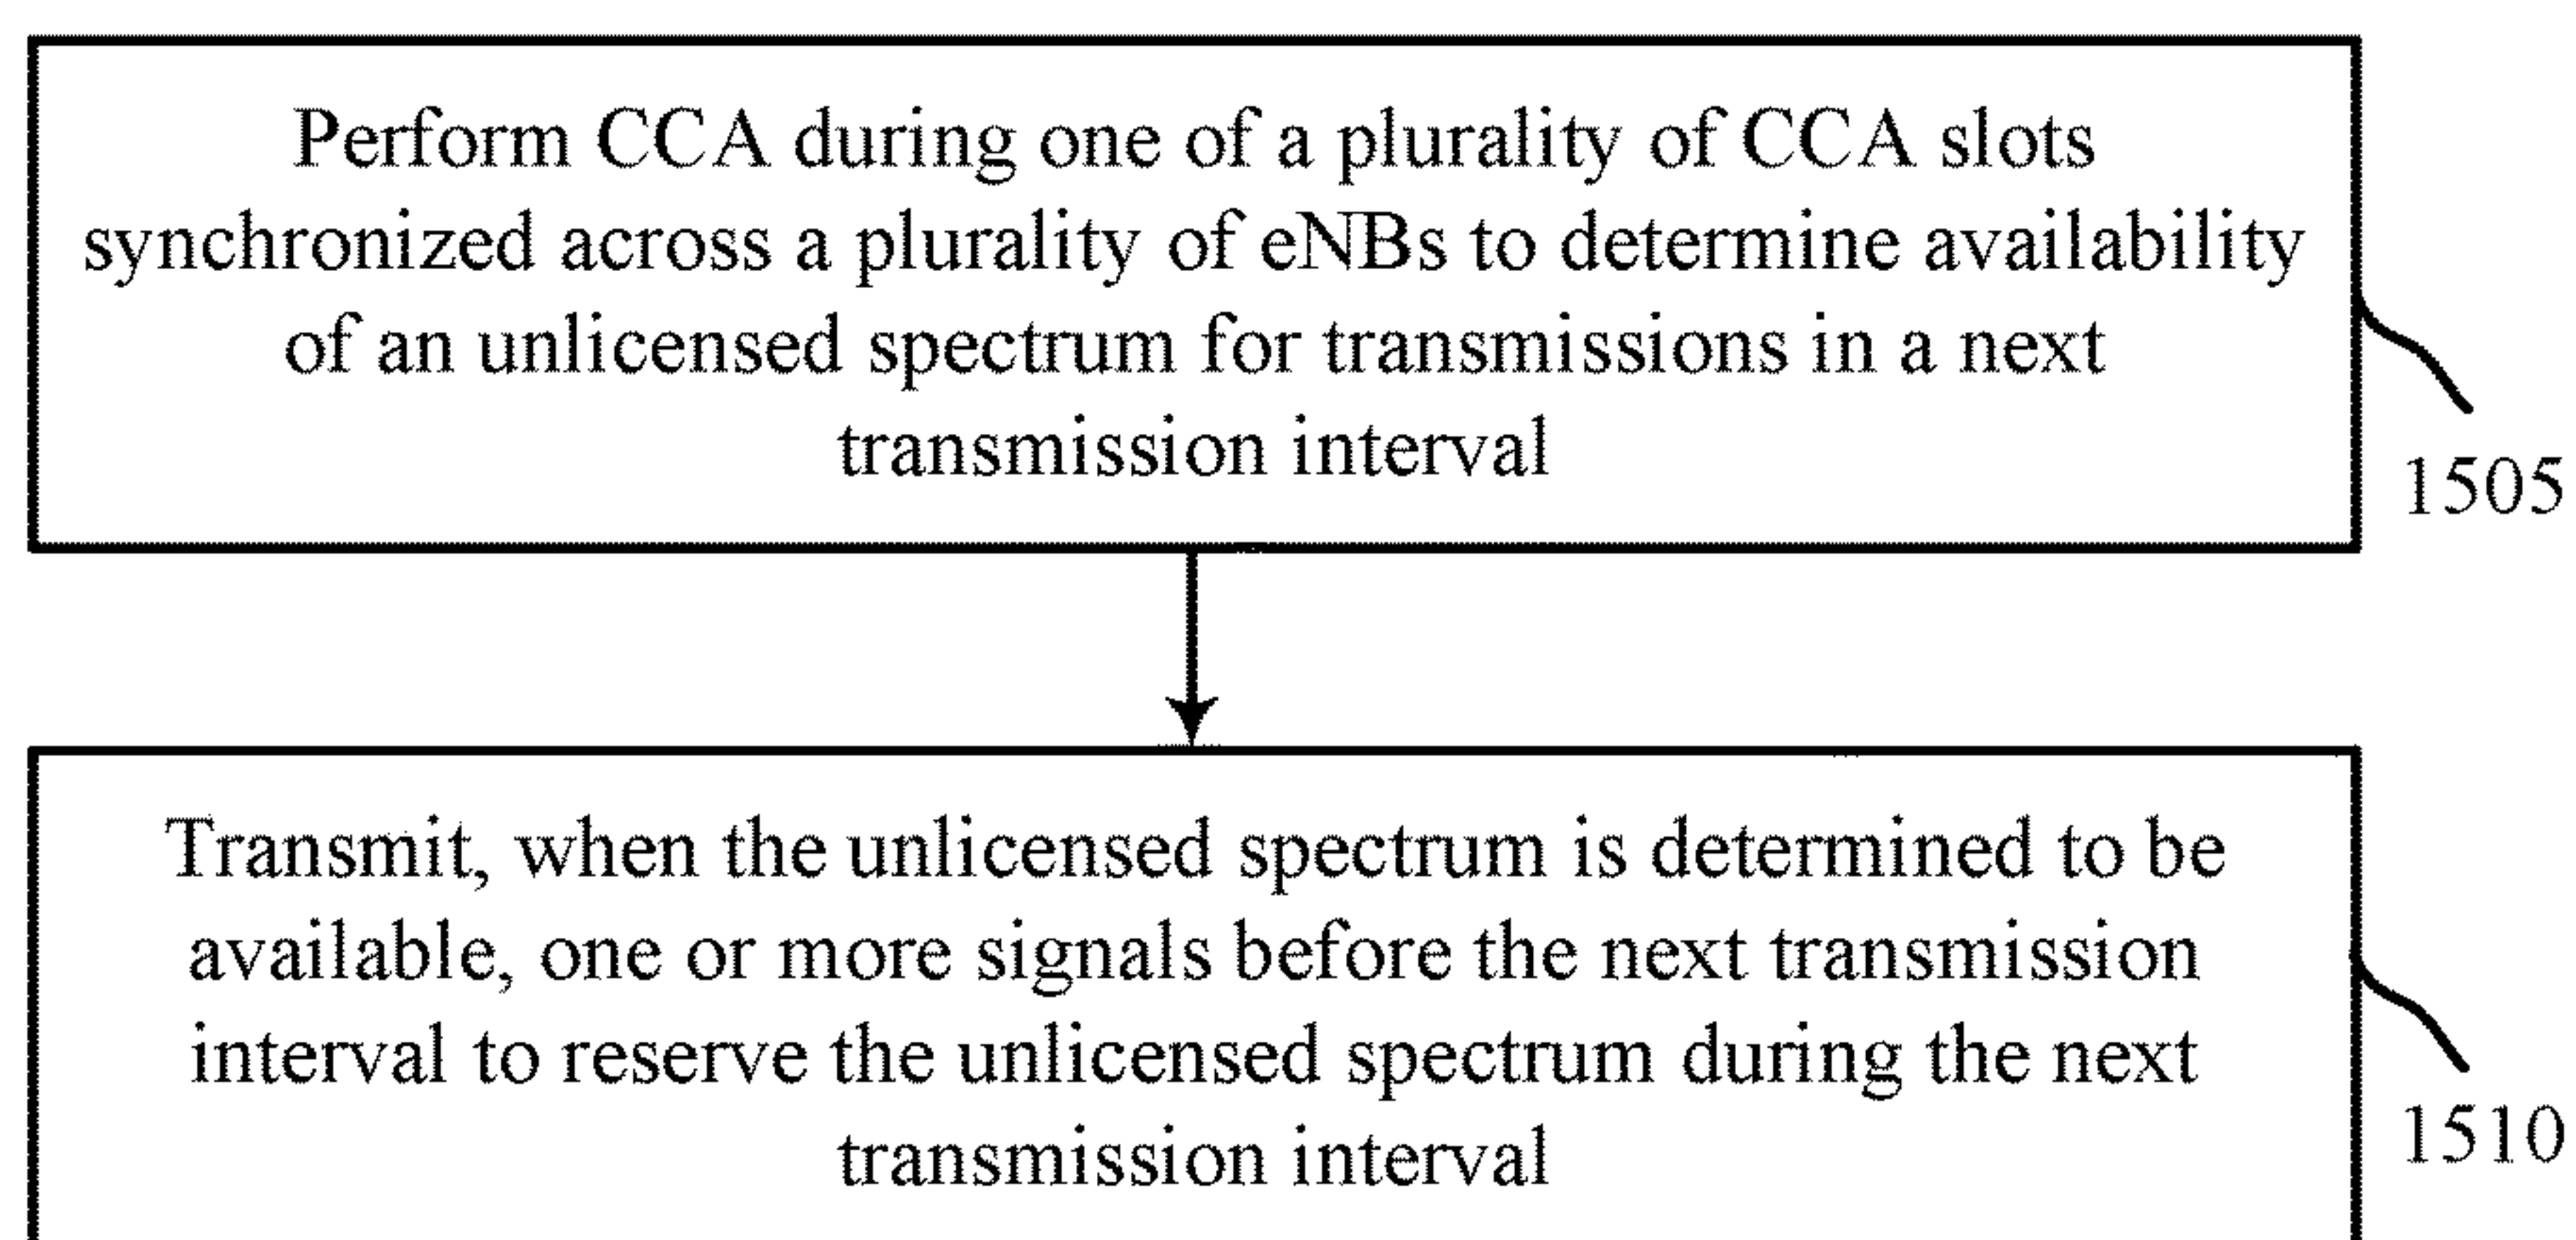 Perform CCA during one of a plurality of CCA slots
synchronized across a plurality of eNBs to determine availability
of an unlicensed spectrum for transmissions in a next
transmission interval
1505
Transmit, when the unlicensed spectrum is determined to be
available, one or more signals before the next transmission
interval to reserve the unlicensed spectrum during the next
transmission interval
1510